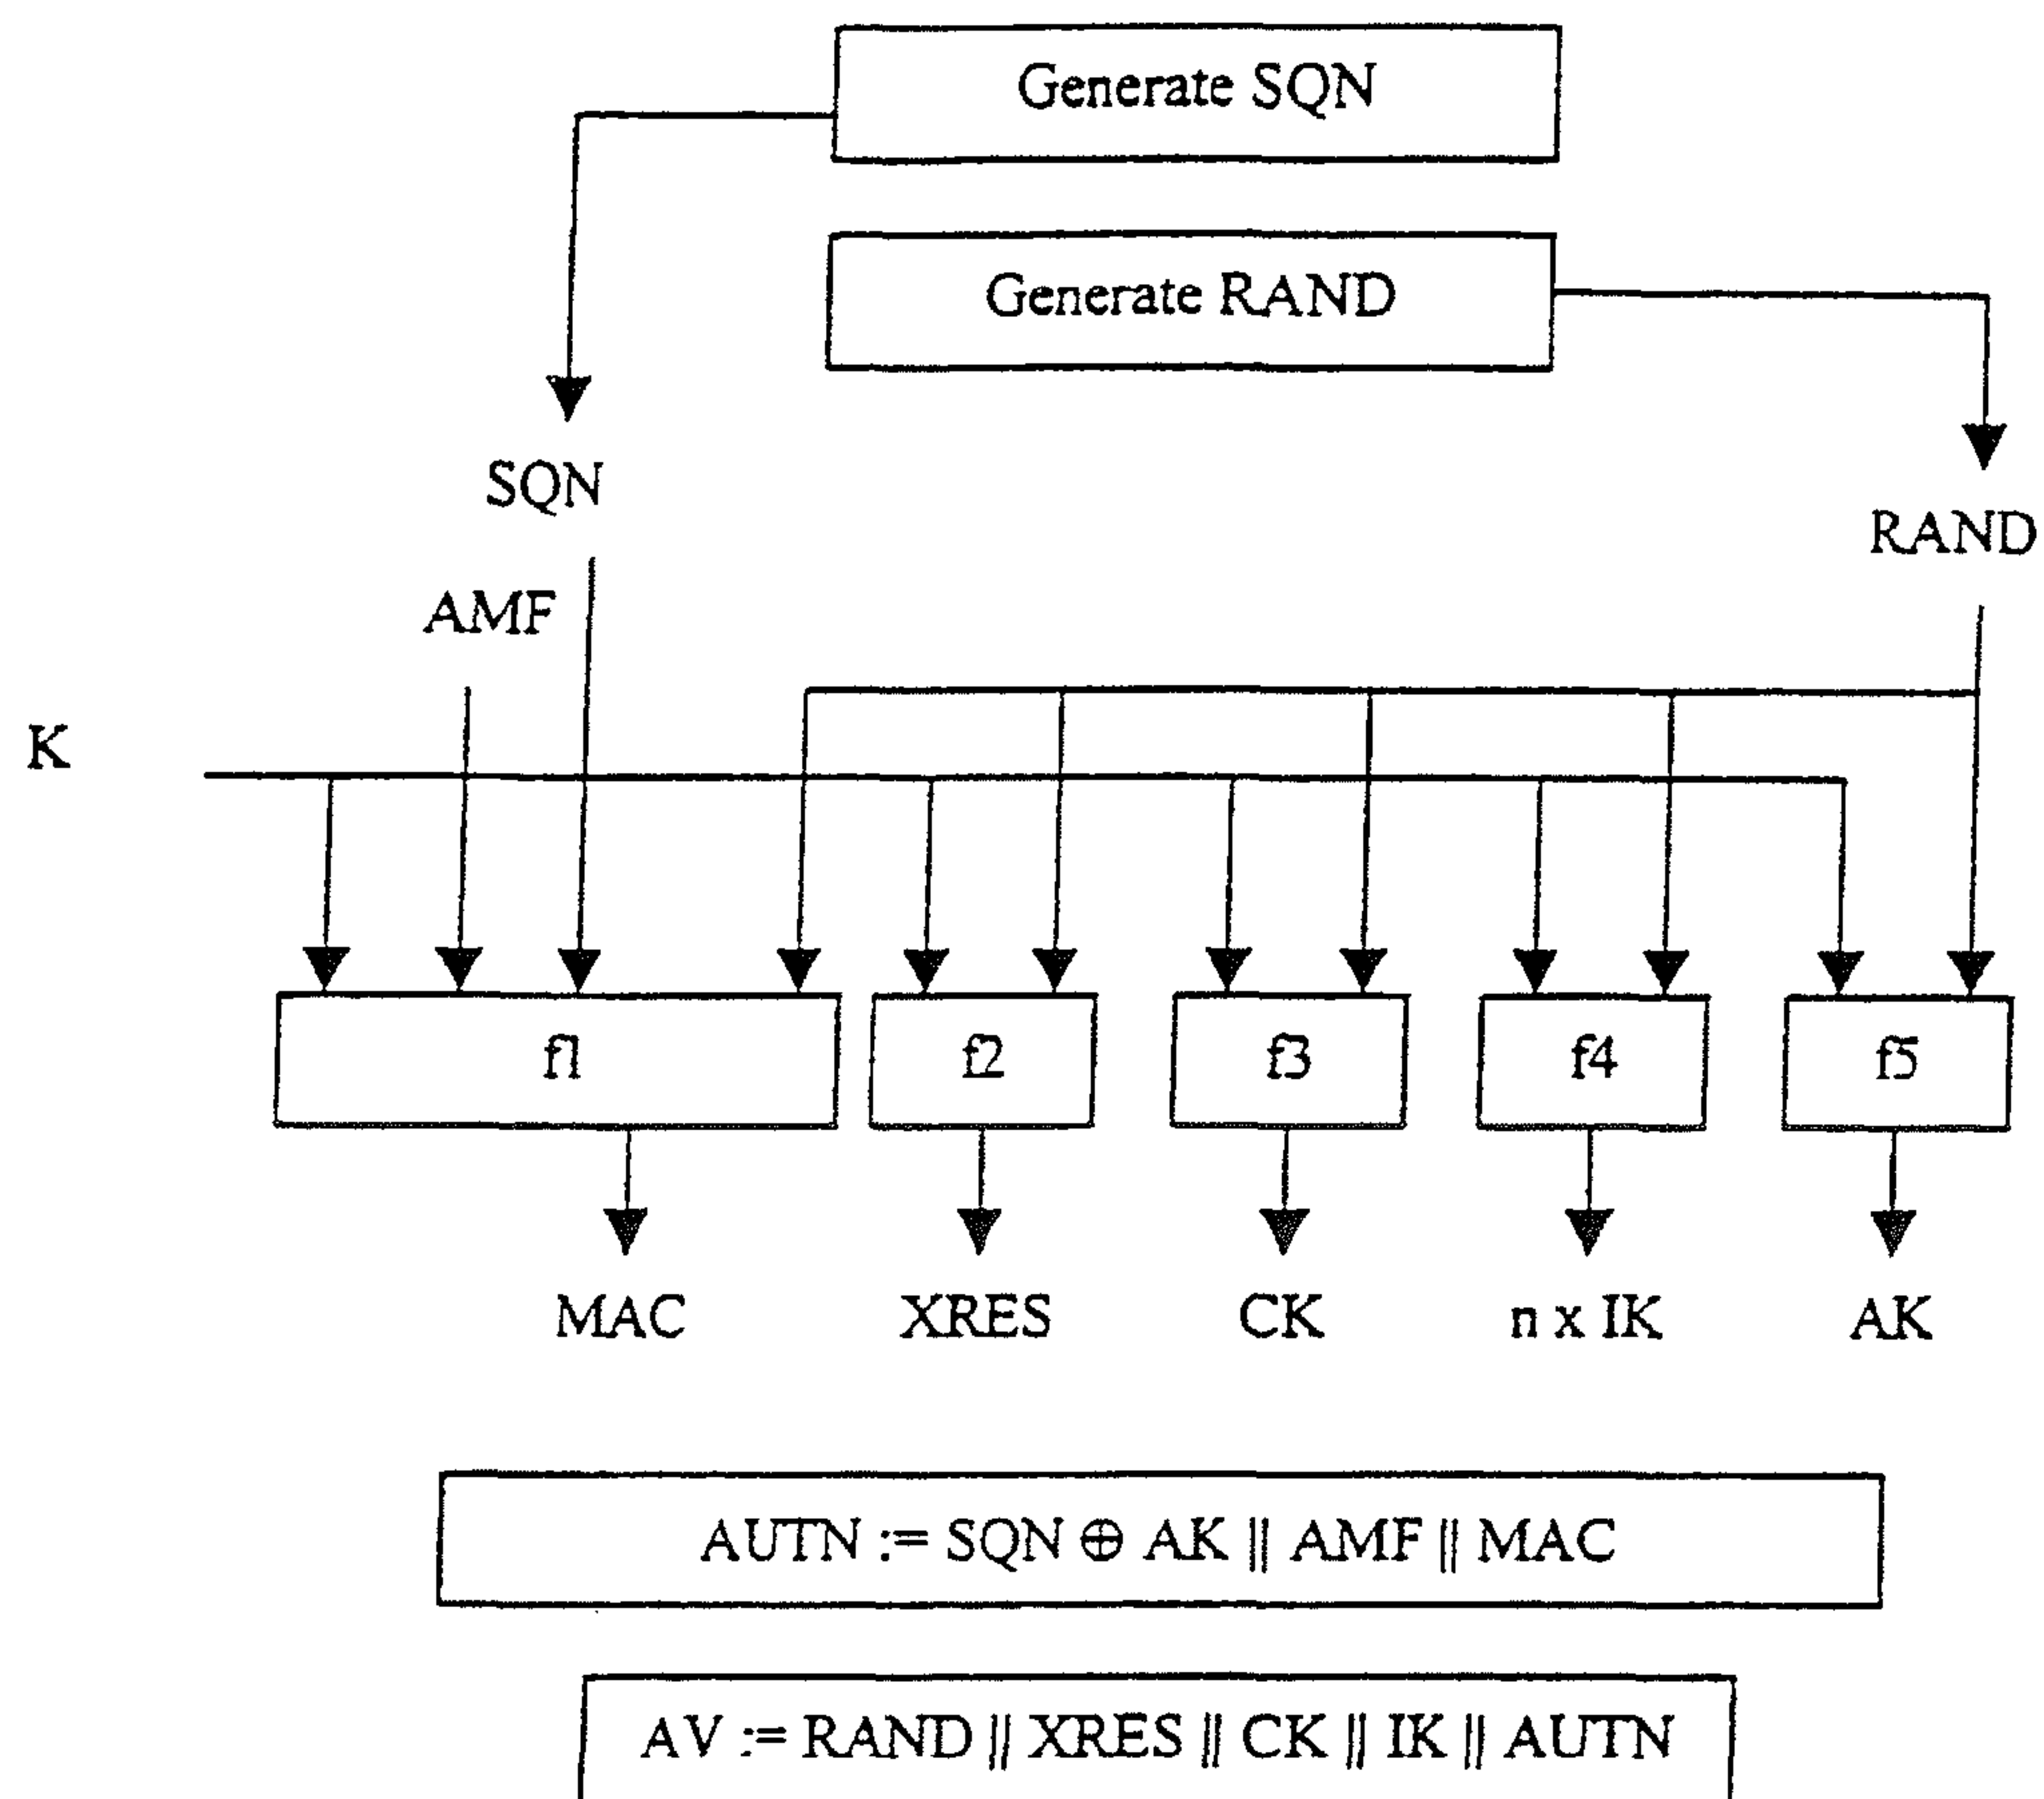 Generate SQN
Generate RAND
SQN
RAND
AMF
K
f1
f2
f3
f4
f5
MAC
XRES
CK
n x IK
AK
AUTN := SQN ⊕ AK || AMF || MAC
AV := RAND || XRES || CK || IK || AUTN